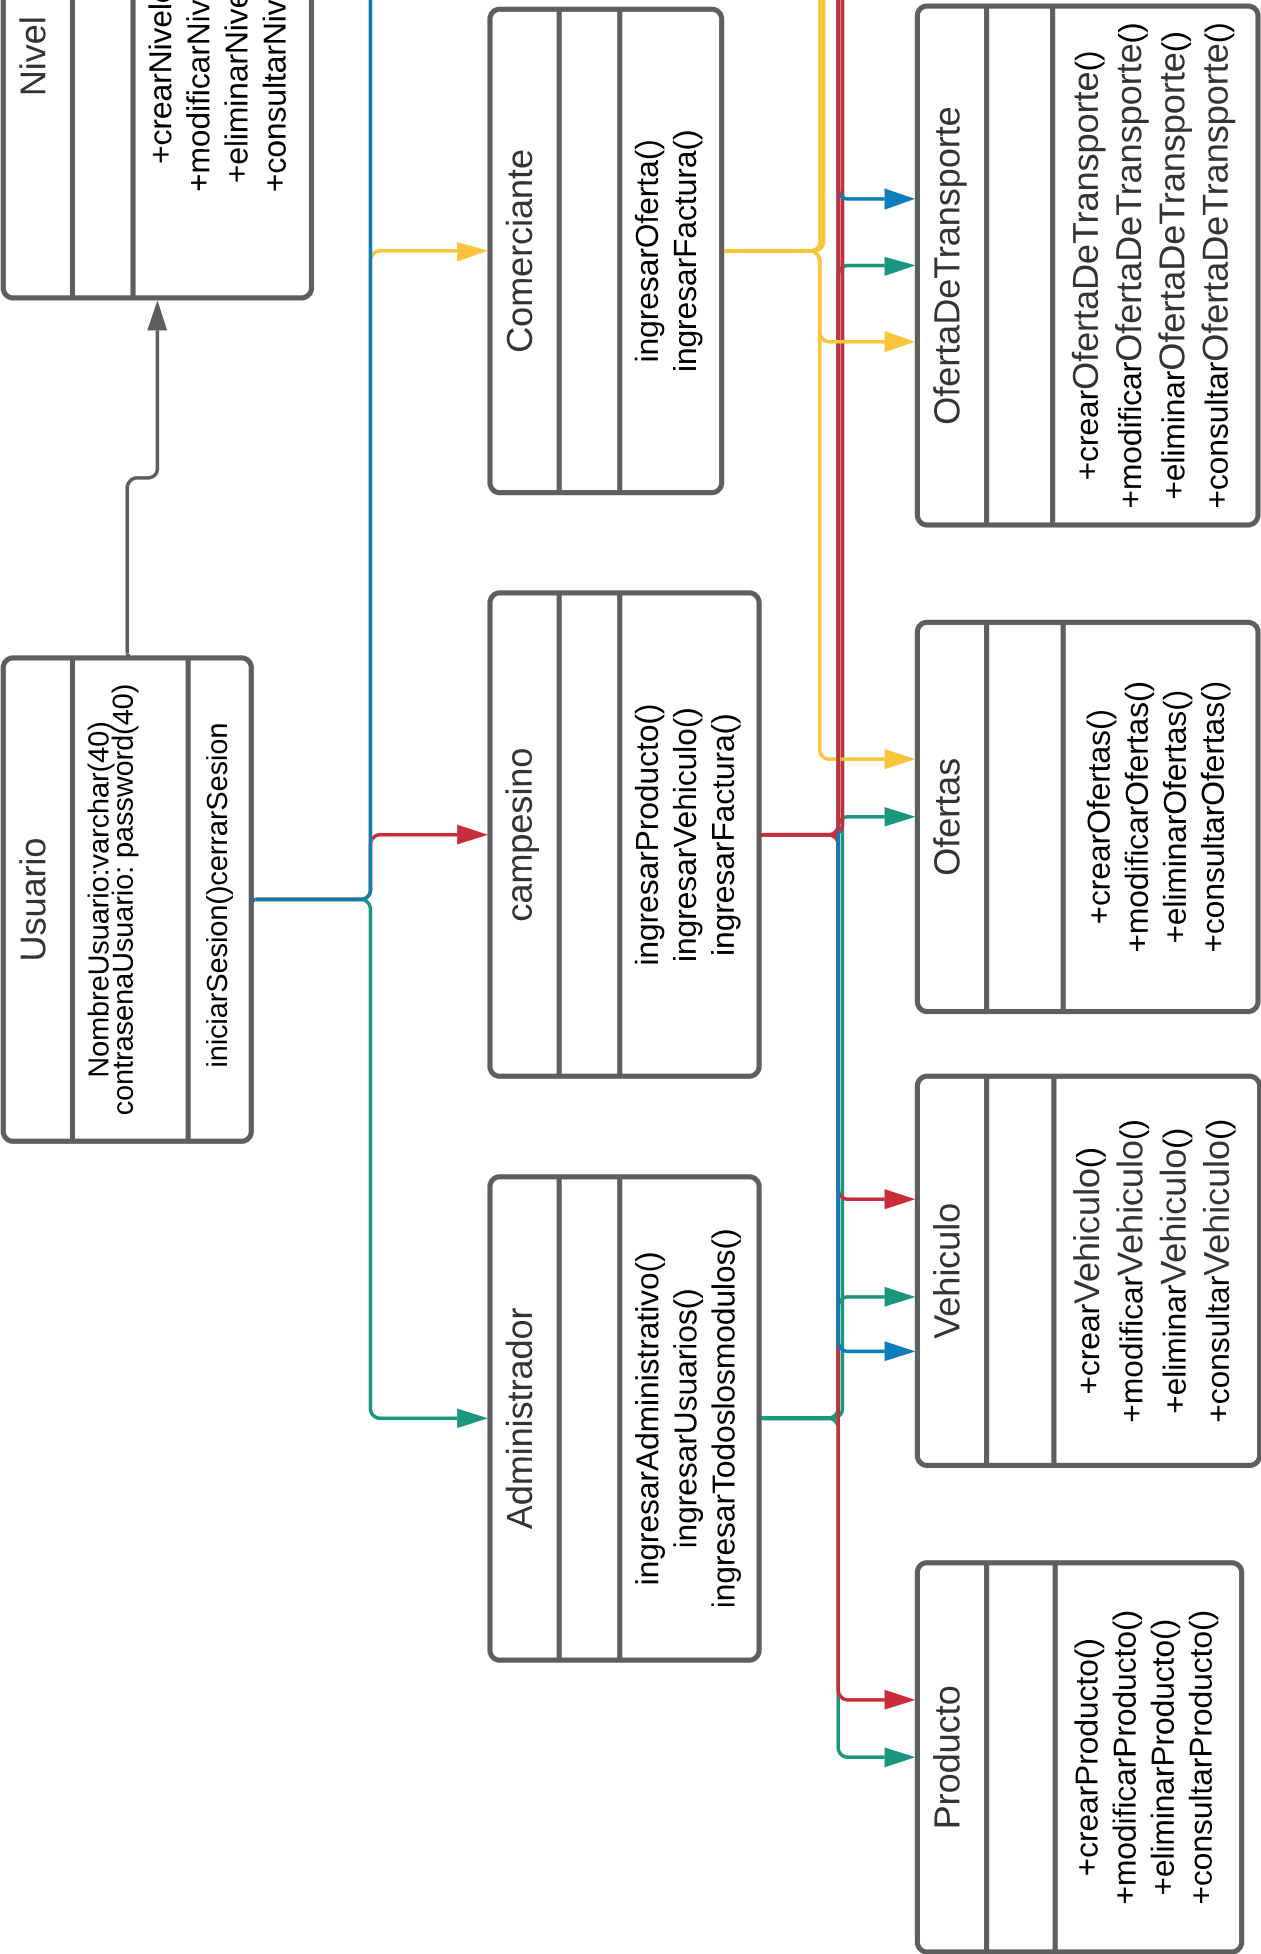 Usuario
NombreUsuario:varchar(40)
contrasenaUsuario: password(40)
iniciarSesion()cerrarSesion
Nivel
+crearNivel
+modificarNiv
+eliminarNive
+consultarNiv
Administrador
ingresarAdministrativo()
ingresarUsuarios()
ingresarTodoslosmodulos()
campesino
ingresarProducto()
ingresarVehiculo()
ingresarFactura()
Comerciante
ingresarOferta()
ingresarFactura()
Producto
+crearProducto()
+modificarProducto()
+eliminarProducto()
+consultarProducto()
Vehiculo
+crearVehiculo()
+modificarVehiculo()
+eliminarVehiculo()
+consultarVehiculo()
Ofertas
+crearOfertas()
+modificarOfertas()
+eliminarOfertas()
+consultarOfertas()
OfertaDeTransporte
+crearOfertaDeTransporte()
+modificarOfertaDeTransporte()
+eliminarOfertaDeTransporte()
+consultarOfertaDeTransporte()